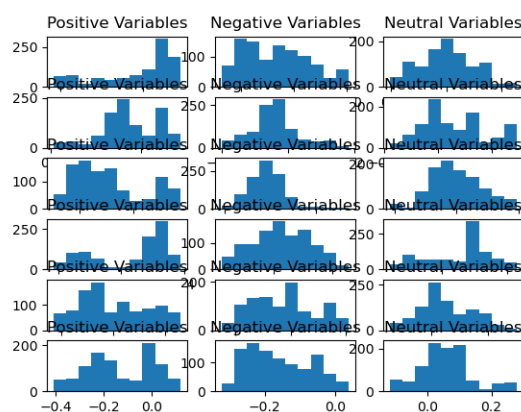 Positive Variables Negative Variables Neutral Variables
250 0 100 0 200 0
Positive Variables Negative Variables Neutral Variables
250 0 250 0 200 0
Positive Variables Negative Variables Neutral Variables
100 0 250 0 200 0
Positive Variables Negative Variables Neutral Variables
250 0 100 0 250 0
Positive Variables Negative Variables Neutral Variables
100 0 200 0 250 0
Positive Variables Negative Variables Neutral Variables
200 0 100 0 200 0
−0.4 −0.2 0.0 −0.2 0.0 0.0 0.2